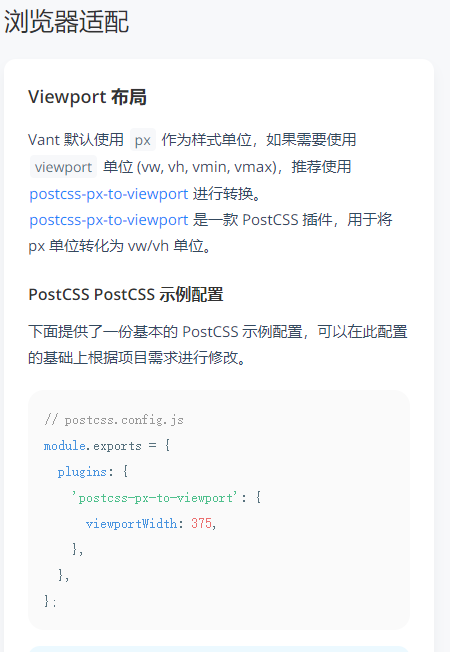 浏览器适配
Viewport 布局
Vant 默认使用 px 作为样式单位，如果需要使用
viewport 单位 (vw, vh, vmin, vmax)，推荐使用
postcss-px-to-viewport 进行转换。
postcss-px-to-viewport 是一款 PostCSS 插件，用于将
px 单位转化为 vw/vh 单位。
PostCSS PostCSS 示例配置
下面提供了一份基本的 PostCSS 示例配置，可以在此配置
的基础上根据项目需求进行修改。
// postcss.config.js
module.exports = {
  plugins: {
    'postcss-px-to-viewport': {
      viewportWidth: 375,
    },
  },
};